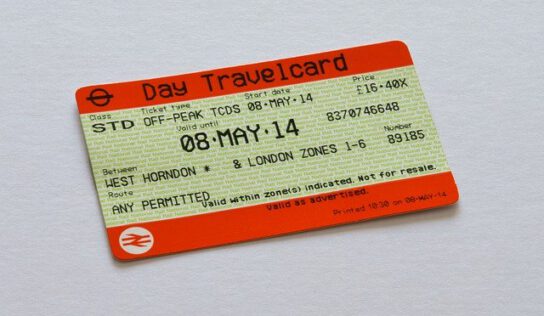 Day Travelcard
Class Ticket type Start date Price
STD OFF-PEAK TCDS 08·MAY·14 £16·40X
Valid until
08·MAY·14 8370746648
Between Number
WEST HORNDON * & LONDON ZONES 1-6 89185
Route
ANY PERMITTED Valid within zone(s) indicated. Not for resale.
Valid as advertised.
Printed 10:30 on 08-MAY-14